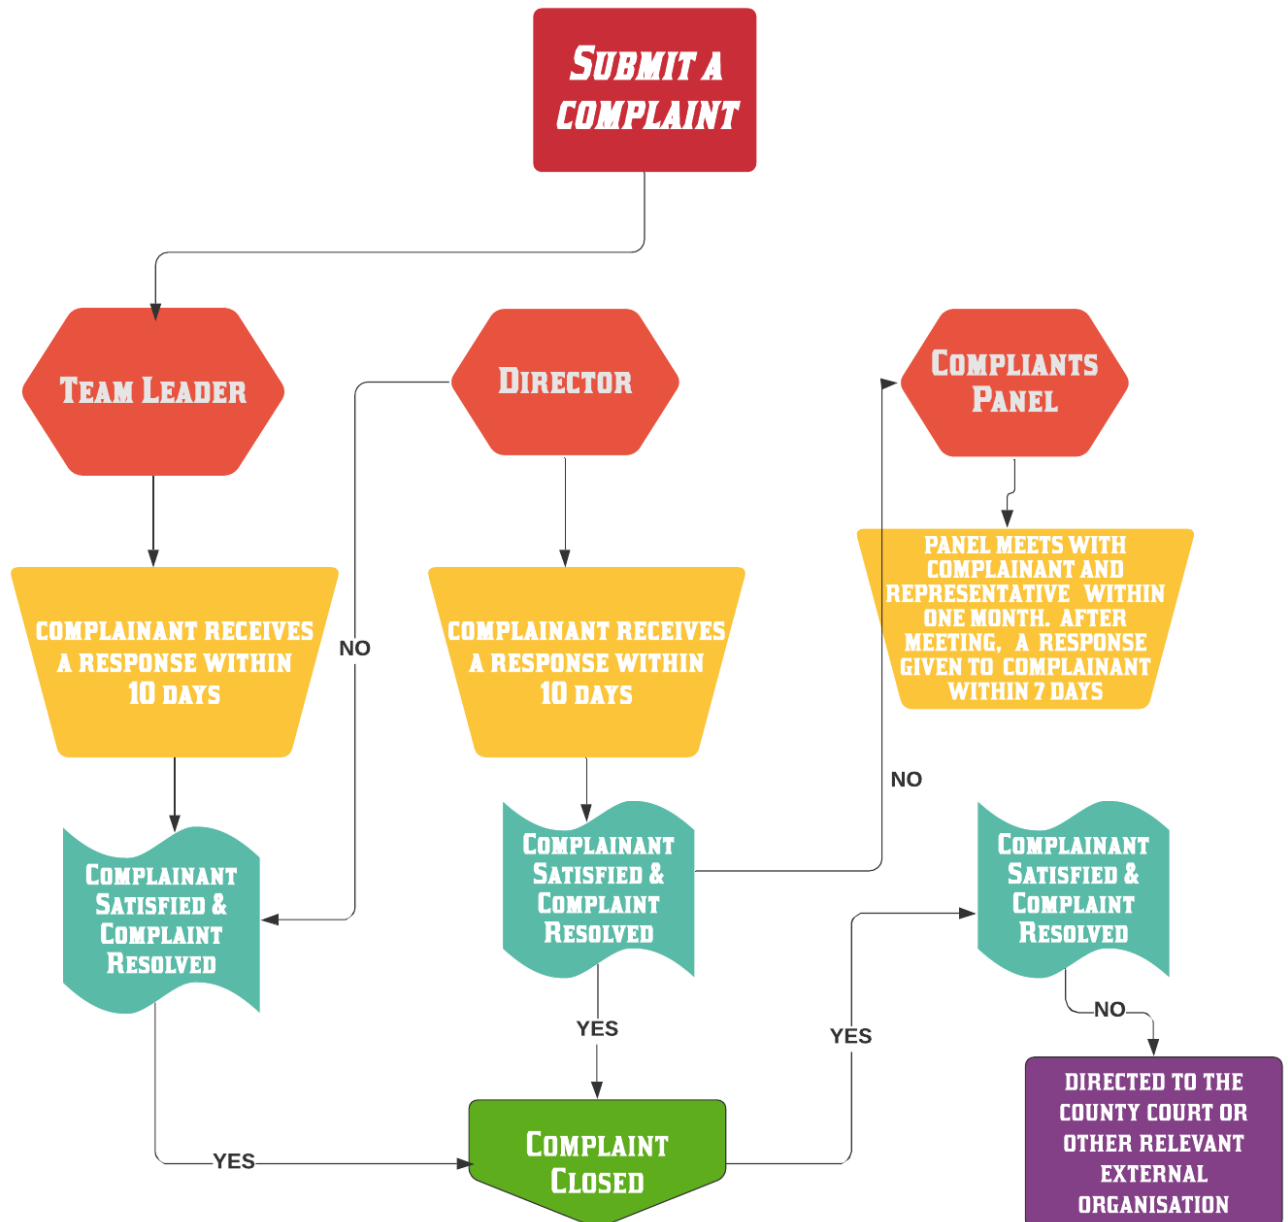 Submit a
complaint
Team Leader
Director
Compliants
Panel
complainant receives
a response within
10 days
NO
complainant receives
a response within
10 days
panel meets with
complainant and
representative within
one month. After
meeting, a response
given to complainant
within 7 days
NO
Complainant
Satisfied &
Complaint
Resolved
Complainant
Satisfied &
Complaint
Resolved
Complainant
Satisfied &
Complaint
Resolved
YES
YES
NO
YES
Complaint
Closed
directed to the
county court or
other relevant
external
organisation